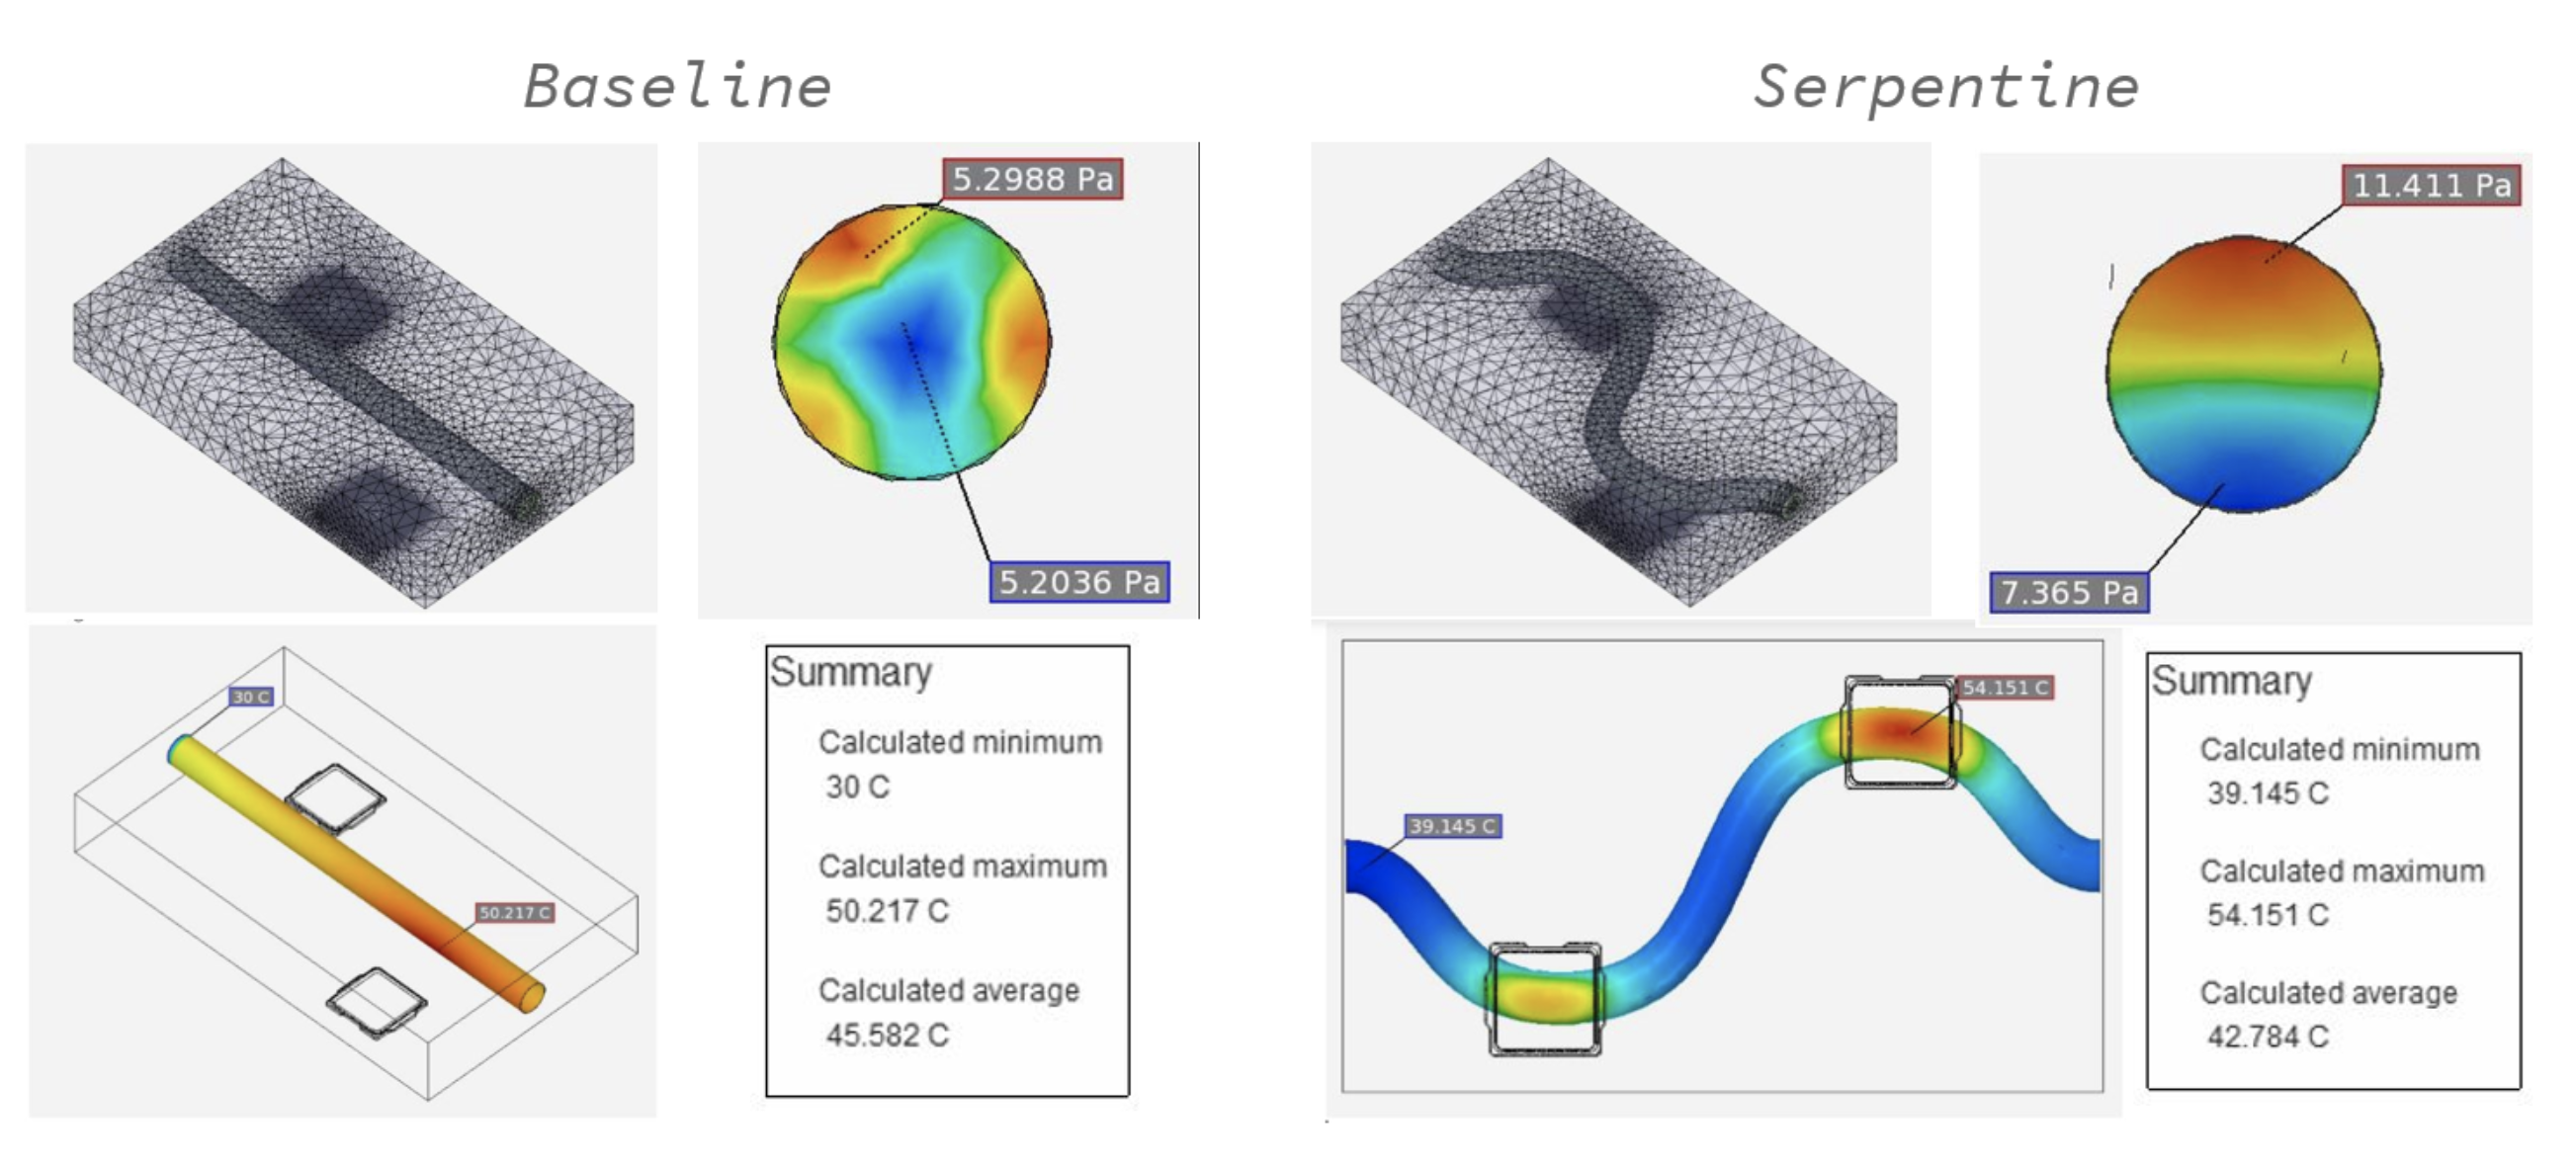 Baseline
Serpentine
5.2988 Pa
5.2036 Pa
11.411 Pa
7.365 Pa
30 C
50.217 C
Summary
Calculated minimum
30 C
Calculated maximum
50.217 C
Calculated average
45.582 C
54.151 C
39.145 C
Summary
Calculated minimum
39.145 C
Calculated maximum
54.151 C
Calculated average
42.784 C